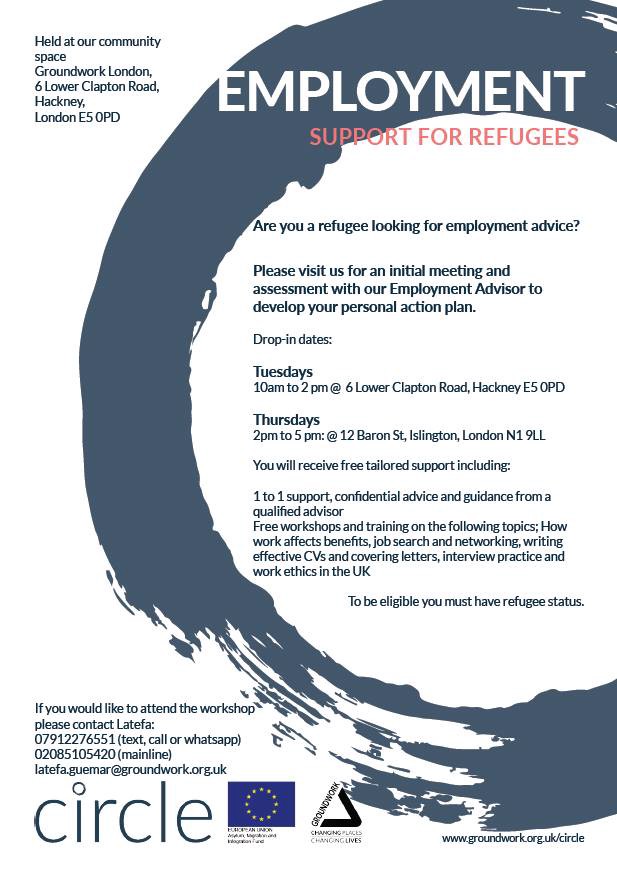 Held at our community
space
Groundwork London,
6 Lower Clapton Road,
Hackney,
London E5 0PD
EMPLOYMENT
SUPPORT FOR REFUGEES
Are you a refugee looking for employment advice?
Please visit us for an initial meeting and
assessment with our Employment Advisor to
develop your personal action plan.
Drop-in dates:
Tuesdays
10am to 2 pm @ 6 Lower Clapton Road, Hackney E5 0PD
Thursdays
2pm to 5 pm: @ 12 Baron St, Islington, London N1 9LL
You will receive free tailored support including:
1 to 1 support, confidential advice and guidance from a
qualified advisor
Free workshops and training on the following topics; How
work affects benefits, job search and networking, writing
effective CVs and covering letters, interview practice and
work ethics in the UK
To be eligible you must have refugee status.
If you would like to attend the workshop
please contact Latefa:
07912276551 (text, call or whatsapp)
02085105420 (mainline)
latefa.guemar@groundwork.org.uk
circle
EUROPEAN UNION
Asylum, Migration and
Integration Fund
GROUNDWORK
CHANGING PLACES
CHANGING LIVES
www.groundwork.org.uk/circle